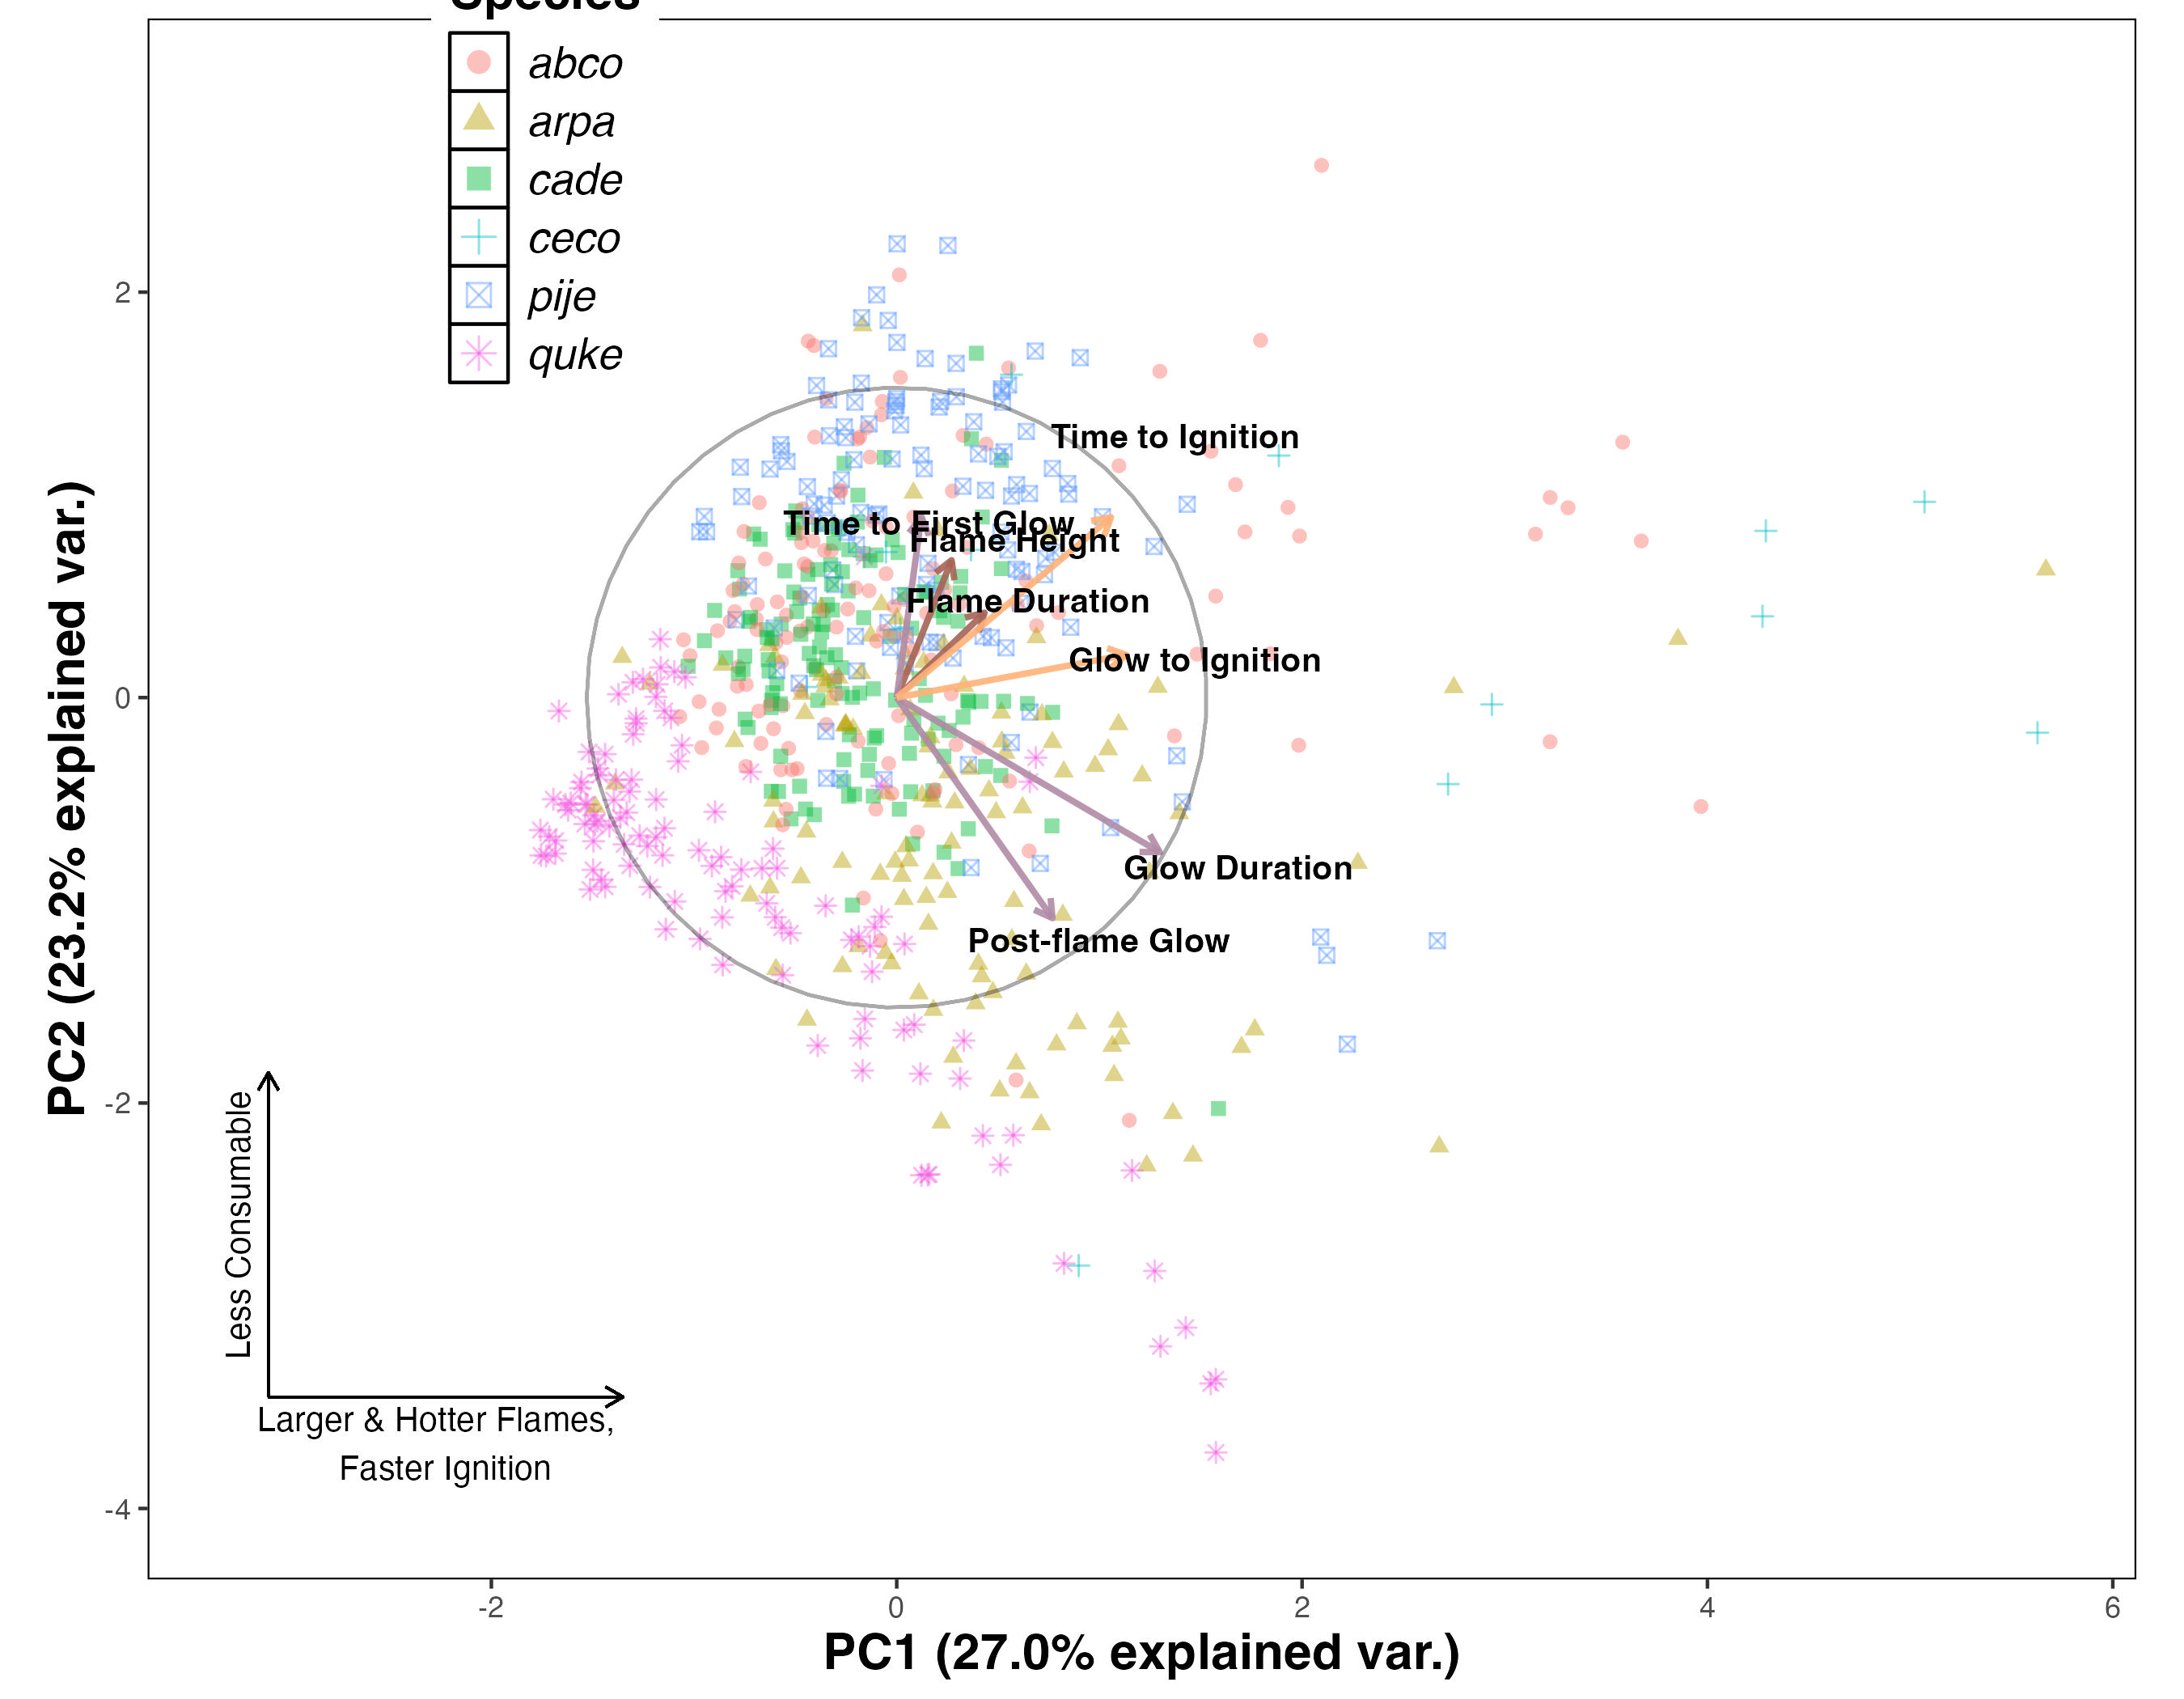 Species
abco
arpa
cade
ceco
pije
quke
2
0
-2
-4
PC2 (23.2% explained var.)
Time to Ignition
Time to First Glow
Flame Height
Flame Duration
Glow to Ignition
Glow Duration
Post-flame Glow
Less Consumable
Larger & Hotter Flames,
Faster Ignition
-2
0
2
4
6
PC1 (27.0% explained var.)